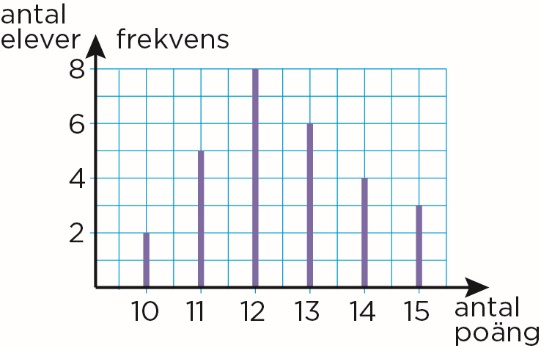 antal
elever frekvens
8
6
4
2
10 11 12 13 14 15
antal
poäng